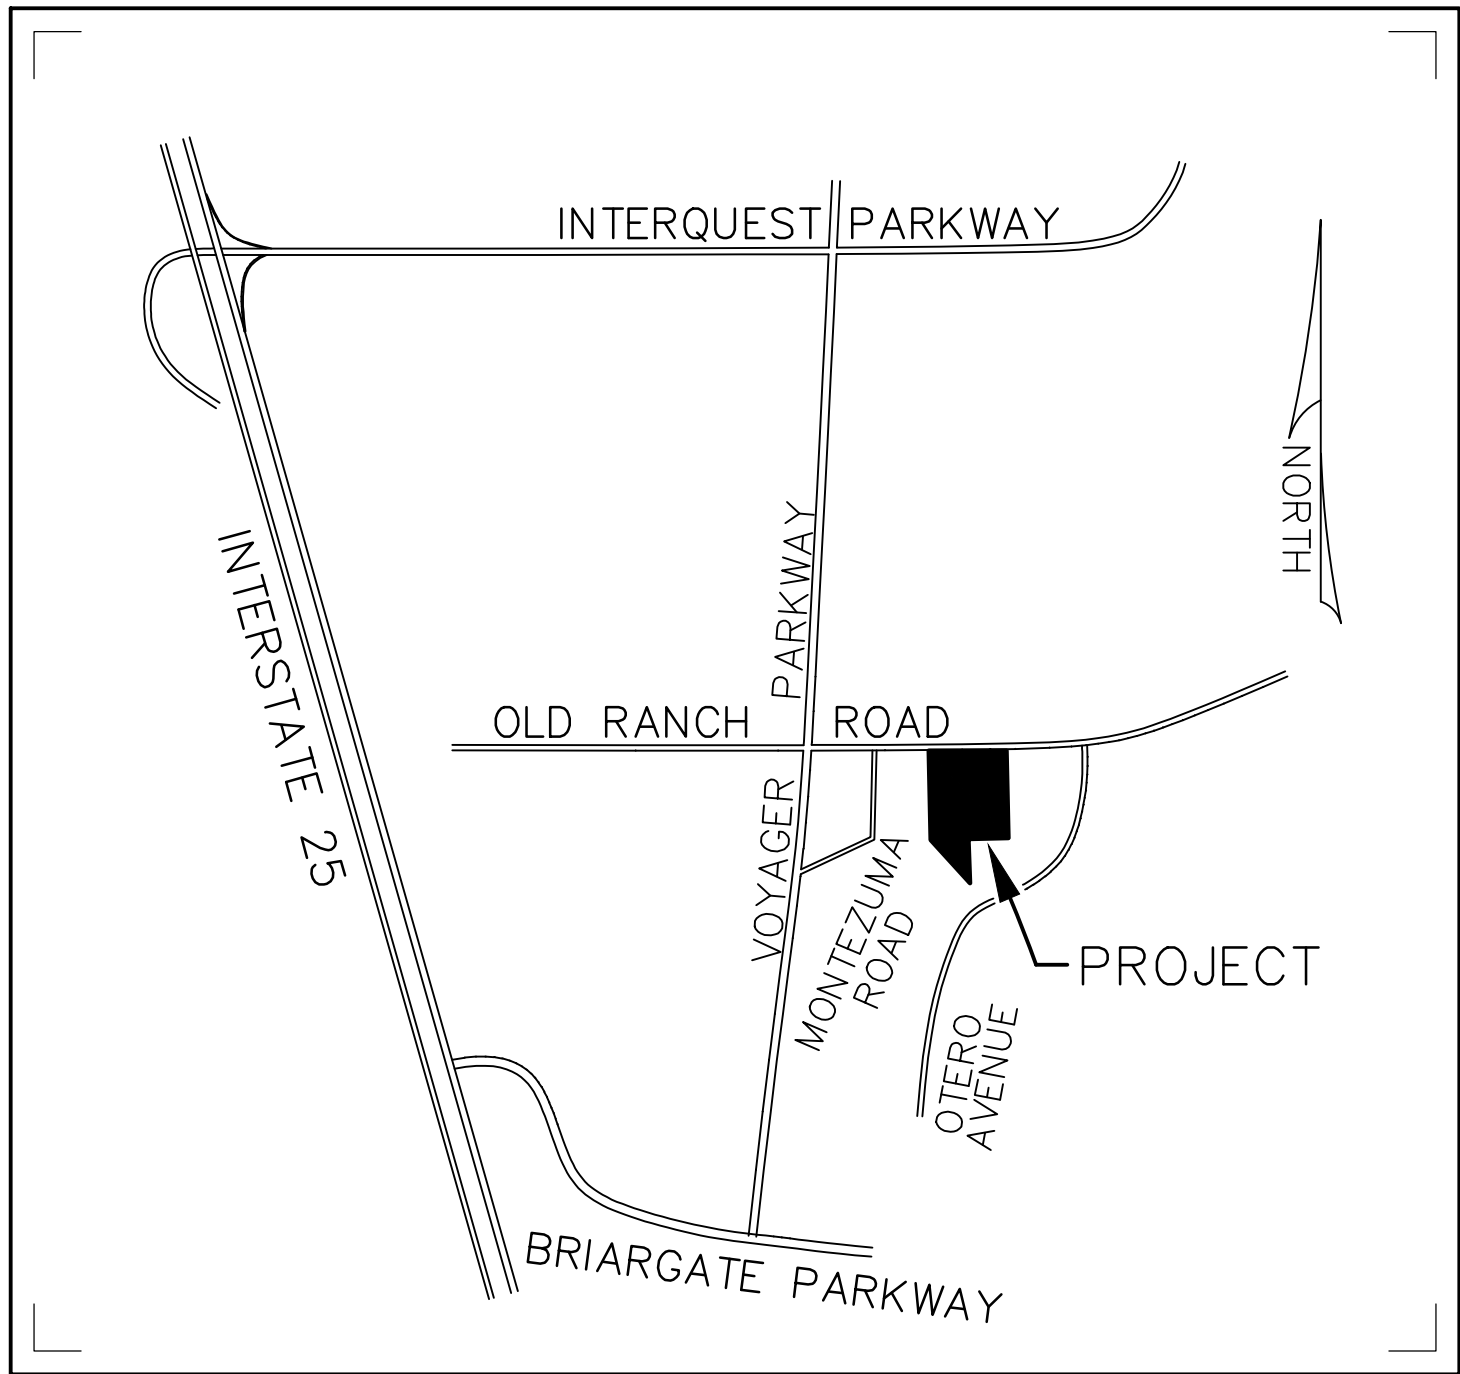 INTERQUEST PARKWAY
NORTH
INTERSTATE 25
VOYAGER PARKWAY
OLD RANCH ROAD
MONTEZUMA
ROAD
PROJECT
OTERO
AVENUE
BRIARGATE PARKWAY